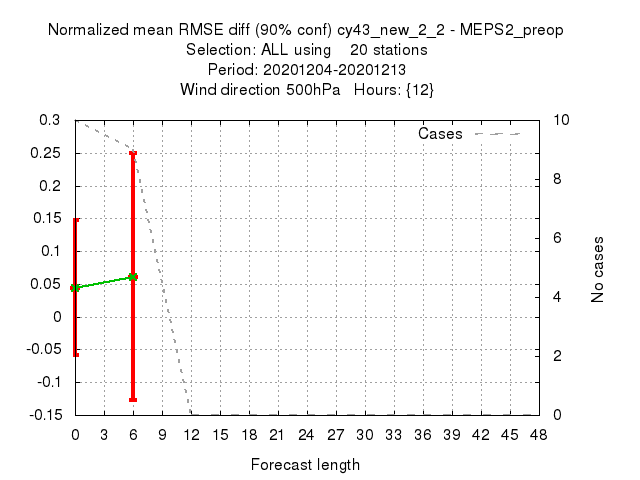 Normalized mean RMSE diff (90% conf) cy43_new_2_2 - MEPS2_preop
Selection: ALL using    20 stations
Period: 20201204-20201213
Wind direction 500hPa   Hours: {12}
Cases
0.3
0.25
0.2
0.15
0.1
0.05
0
-0.05
-0.1
-0.15
10
8
6
4
2
0
No cases
0 3 6 9 12 15 18 21 24 27 30 33 36 39 42 45 48
Forecast length